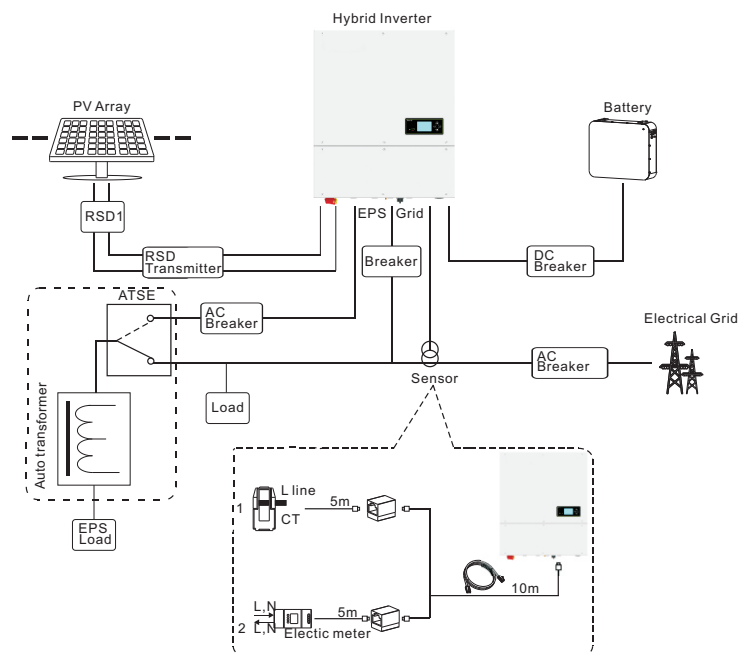 Hybrid Inverter
PV Array
Battery
RSD1
EPS Grid
RSD
Transmitter
Breaker
DC
Breaker
ATSE
AC
Breaker
Electrical Grid
AC
Breaker
Sensor
Load
Auto transformer
EPS
Load
1
L line
CT
5m
10m
L,N
L,N
2
Electic meter
5m